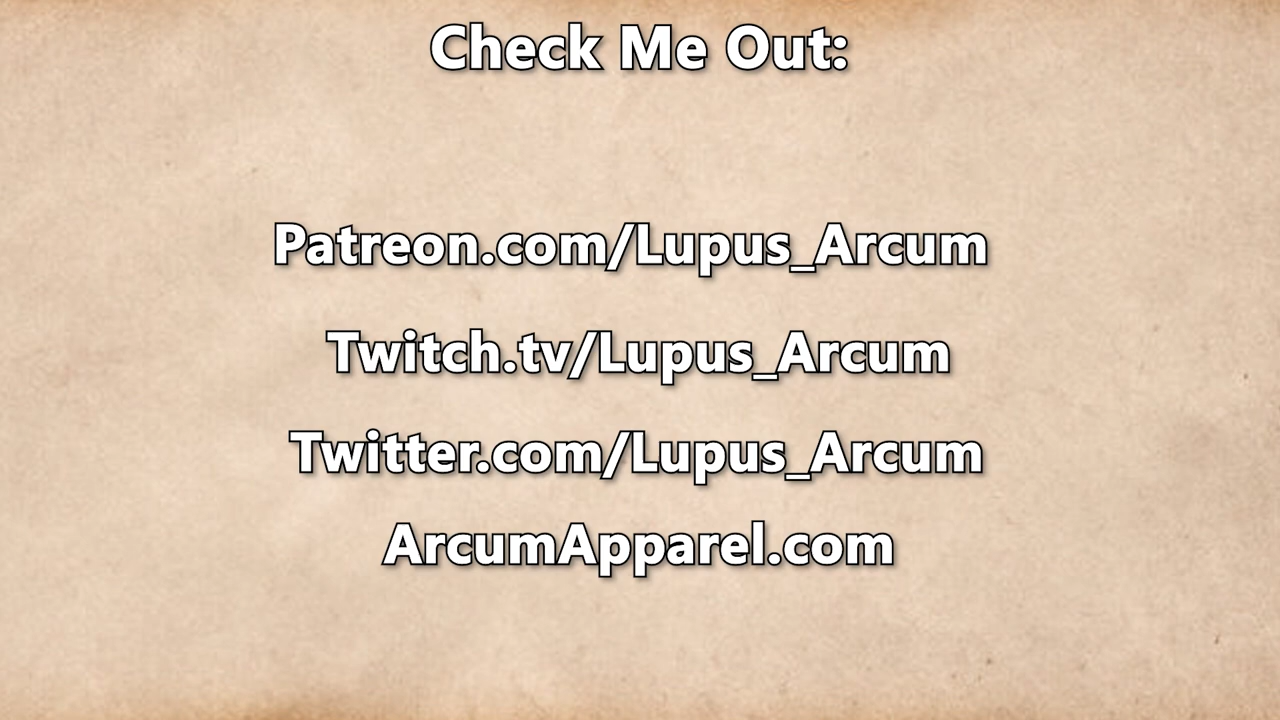 Check Me Out:
Patreon.com/Lupus_Arcum
Twitch.tv/Lupus_Arcum
Twitter.com/Lupus_Arcum
ArcumApparel.com